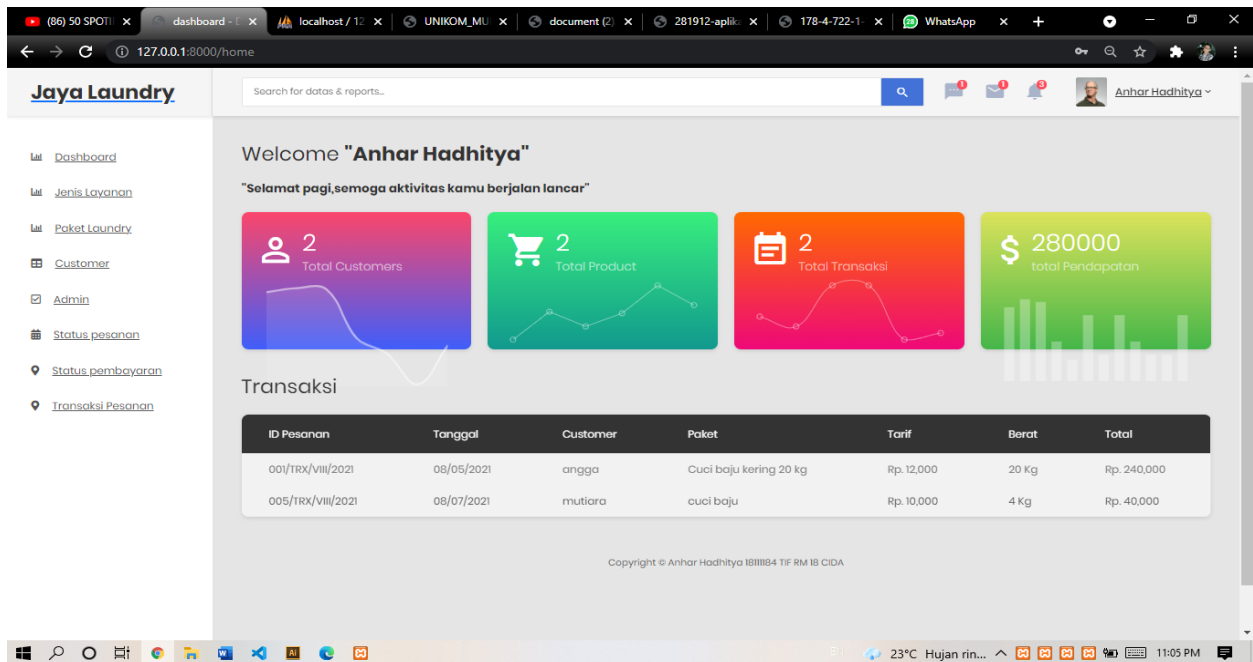 (86) 50 SPOTI
dashboard - E
localhost / 12
UNIKOM_MU
document (2)
281912-aplika
178-4-722-1-
WhatsApp
127.0.0.1:8000/home
Jaya Laundry
Search for datas & reports...
1
1
3
Anhar Hadhitya
Dashboard
Jenis Layanan
Paket Laundry
Customer
Admin
Status pesanan
Status pembayaran
Transaksi Pesanan
Welcome "Anhar Hadhitya"
"Selamat pagi,semoga aktivitas kamu berjalan lancar"
2
Total Customers
2
Total Product
2
Total Transaksi
280000
total Pendapatan
Transaksi
ID Pesanan Tanggal Customer Paket Tarif Berat Total
001/TRX/VIII/2021 08/05/2021 angga Cuci baju kering 20 kg Rp. 12,000 20 Kg Rp. 240,000
005/TRX/VIII/2021 08/07/2021 mutiara cuci baju Rp. 10,000 4 Kg Rp. 40,000
Copyright © Anhar Hadhitya 18111184 TIF RM 18 CIDA
23°C Hujan rin... 11:05 PM